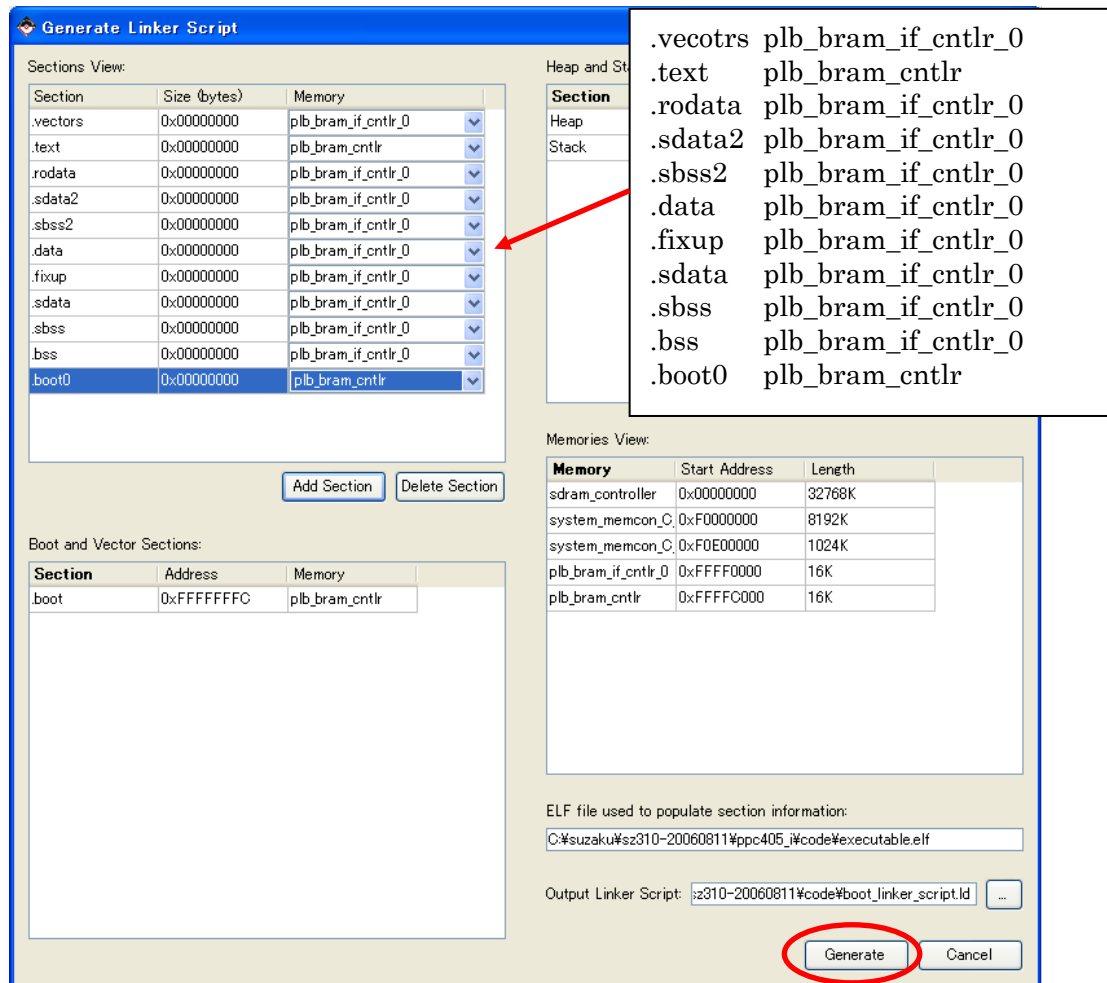 Generate Linker Script
.vecotrs plb_bram_if_cntlr_0
.text plb_bram_cntlr
.rodata plb_bram_if_cntlr_0
.sdata2 plb_bram_if_cntlr_0
.sbss2 plb_bram_if_cntlr_0
.data plb_bram_if_cntlr_0
.fixup plb_bram_if_cntlr_0
.sdata plb_bram_if_cntlr_0
.sbss plb_bram_if_cntlr_0
.bss plb_bram_if_cntlr_0
.boot0 plb_bram_cntlr
Sections View:
Section Size (bytes) Memory
.vectors 0x00000000 plb_bram_if_cntlr_0
.text 0x00000000 plb_bram_cntlr
.rodata 0x00000000 plb_bram_if_cntlr_0
.sdata2 0x00000000 plb_bram_if_cntlr_0
.sbss2 0x00000000 plb_bram_if_cntlr_0
.data 0x00000000 plb_bram_if_cntlr_0
.fixup 0x00000000 plb_bram_if_cntlr_0
.sdata 0x00000000 plb_bram_if_cntlr_0
.sbss 0x00000000 plb_bram_if_cntlr_0
.bss 0x00000000 plb_bram_if_cntlr_0
.boot0 0x00000000 plb_bram_cntlr
Add Section Delete Section
Heap and St
Section
Heap
Stack
Boot and Vector Sections:
Section Address Memory
.boot 0xFFFFFFFC plb_bram_cntlr
Memories View:
Memory Start Address Length
sdram_controller 0x00000000 32768K
system_memcon_C 0xF0000000 8192K
system_memcon_C 0xF0E00000 1024K
plb_bram_if_cntlr_0 0xFFFF0000 16K
plb_bram_cntlr 0xFFFFC000 16K
ELF file used to populate section information:
C:¥suzaku¥sz310-20060811¥ppc405_i¥code¥executable.elf
Output Linker Script: sz310-20060811¥code¥boot_linker_script.ld ...
Generate Cancel